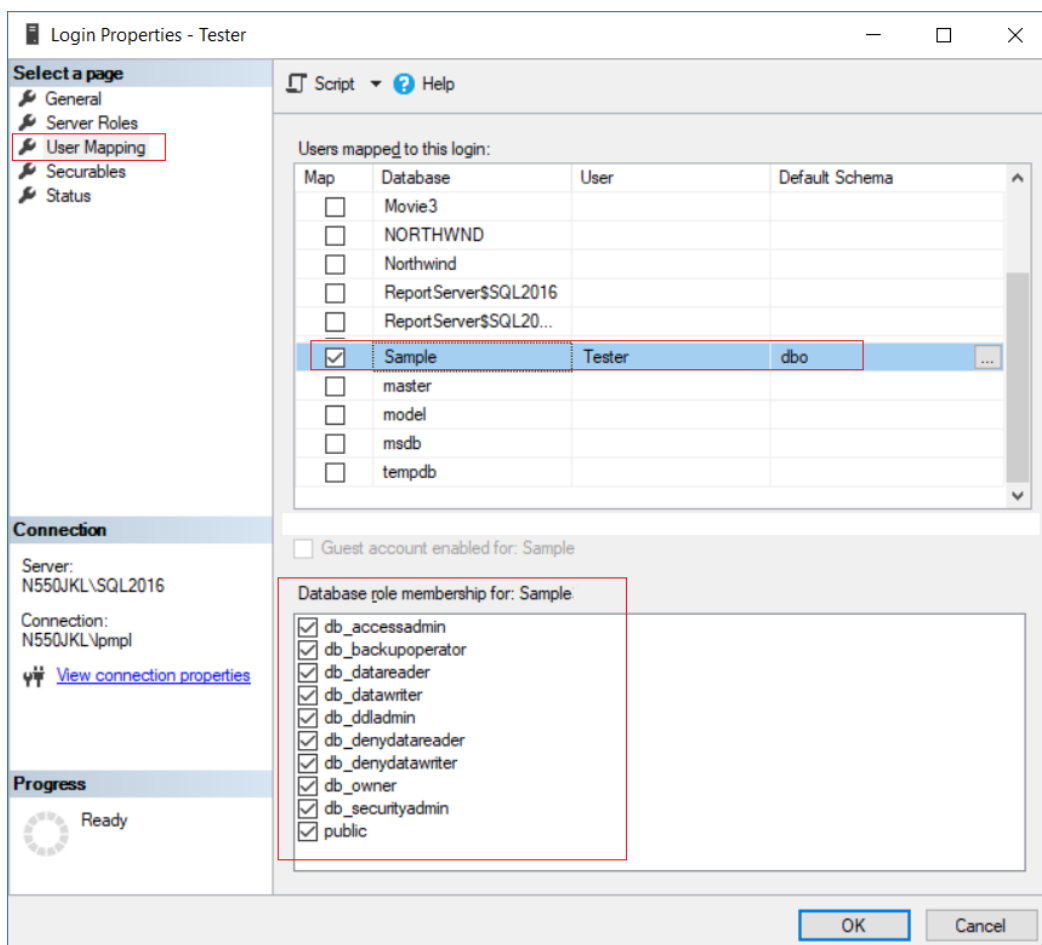 Login Properties - Tester
Select a page
General
Server Roles
User Mapping
Securables
Status
Script
Help
Users mapped to this login:
Map Database User Default Schema
Movie3
NORTHWND
Northwind
ReportServer$SQL2016
ReportServer$SQL20...
Sample Tester dbo ...
master
model
msdb
tempdb
Guest account enabled for: Sample
Database role membership for: Sample
db_accessadmin
db_backupoperator
db_datareader
db_datawriter
db_ddladmin
db_denydatareader
db_denydatawriter
db_owner
db_securityadmin
public
Connection
Server:
N550JKL\SQL2016
Connection:
N550JKL\lpmpl
View connection properties
Progress
Ready
OK
Cancel